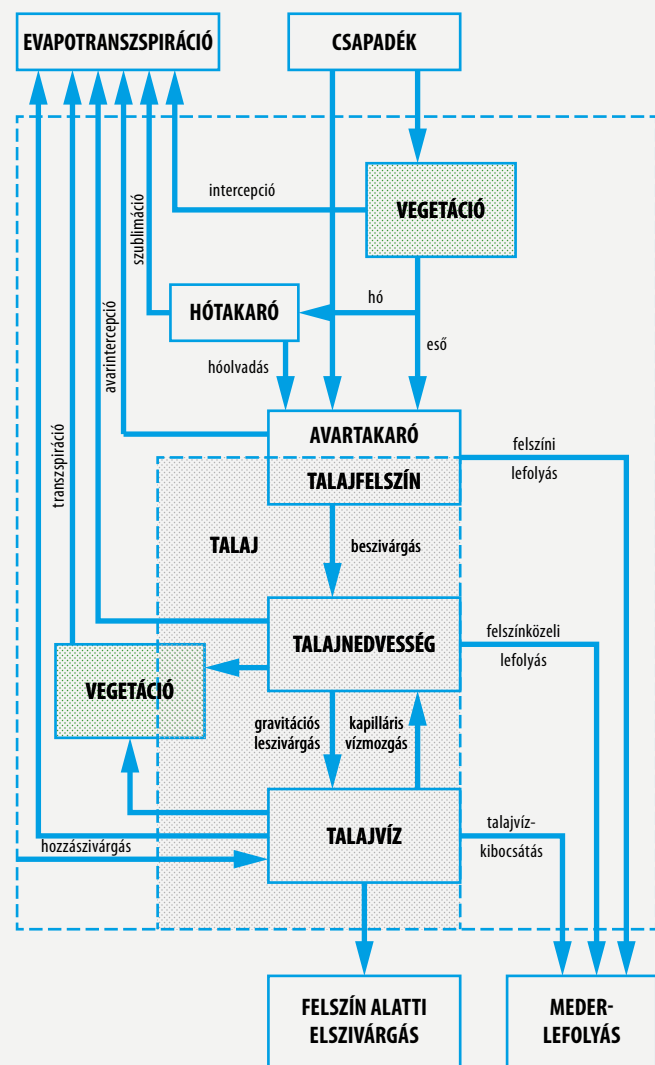 EVAPOTRANSZSPIRÁCIÓ
CSAPADÉK
intercepció
VEGETÁCIÓ
szublimáció
HÓTAKARÓ
hó
avarintercepció
hóolvadás
eső
transzspiráció
AVARTAKARÓ
felszíni
lefolyás
TALAJFELSZÍN
TALAJ
beszivárgás
TALAJNEDVESSÉG
felszínközeli
lefolyás
VEGETÁCIÓ
gravitációs
leszivárgás
kapilláris
vízmozgás
TALAJVÍZ
talajvíz-
kibocsátás
hozzászivárgás
FELSZÍN ALATTI
ELSZIVÁRGÁS
MEDER-
LEFOLYÁS